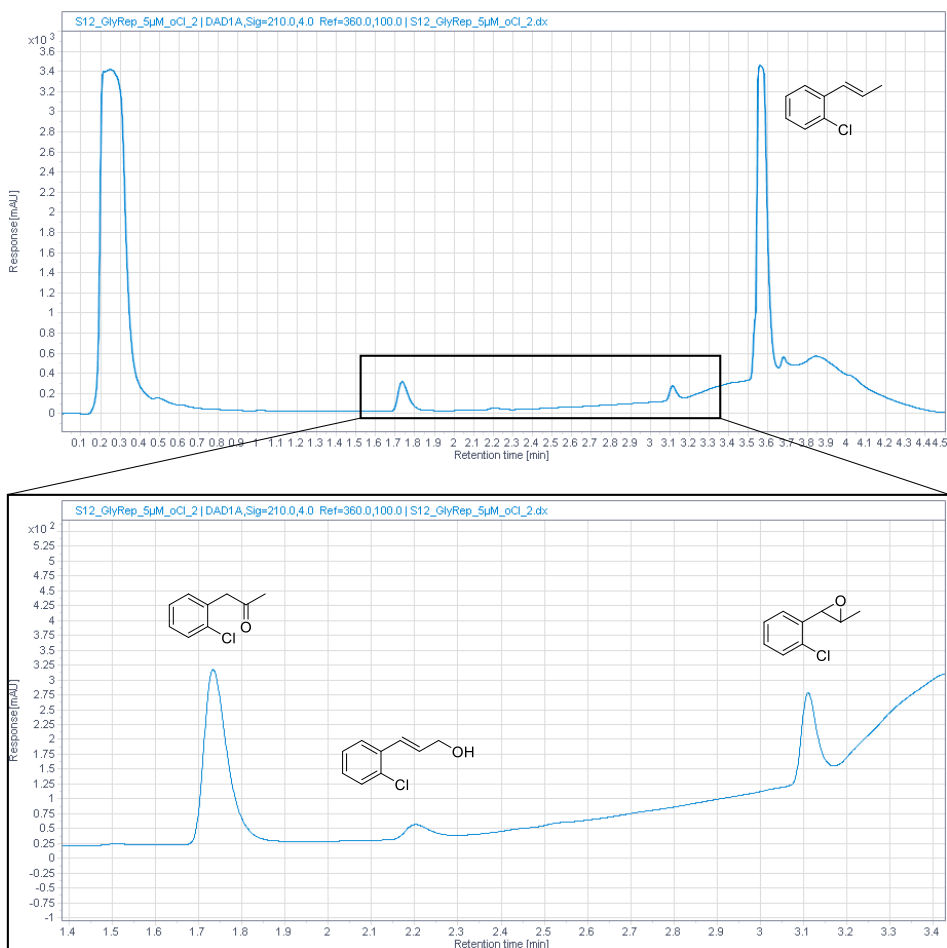 S12_GlyRep_5µM_oCl_2 | DAD1A,Sig=210.0,4.0 Ref=360.0,100.0 | S12_GlyRep_5µM_oCl_2.dx
x10 3
3.6
3.4
3.2
3
2.8
2.6
2.4
2.2
2
1.8
1.6
1.4
1.2
1
0.8
0.6
0.4
0.2
0
Response [mAU]
Cl
0.1 0.2 0.3 0.4 0.5 0.6 0.7 0.8 0.9 1 1.1 1.2 1.3 1.4 1.5 1.6 1.7 1.8 1.9 2 2.1 2.2 2.3 2.4 2.5 2.6 2.7 2.8 2.9 3 3.1 3.2 3.3 3.4 3.5 3.6 3.7 3.8 3.9 4 4.1 4.2 4.3 4.4 4.5
Retention time [min]
S12_GlyRep_5µM_oCl_2 | DAD1A,Sig=210.0,4.0 Ref=360.0,100.0 | S12_GlyRep_5µM_oCl_2.dx
x10 2
5.25
5
4.75
4.5
4.25
4
3.75
3.5
3.25
3
2.75
2.5
2.25
2
1.75
1.5
1.25
1
0.75
0.5
0.25
0
-0.25
-0.5
-0.75
-1
Response [mAU]
Cl
O
OH
Cl
O
Cl
1.4 1.5 1.6 1.7 1.8 1.9 2 2.1 2.2 2.3 2.4 2.5 2.6 2.7 2.8 2.9 3 3.1 3.2 3.3 3.4
Retention time [min]